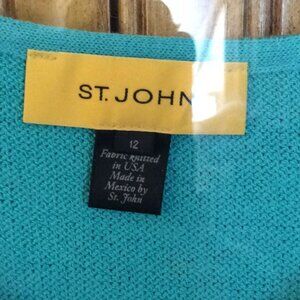 ST. JOHN
12
Fabric knitted
in USA
Made in
Mexico by
St. John